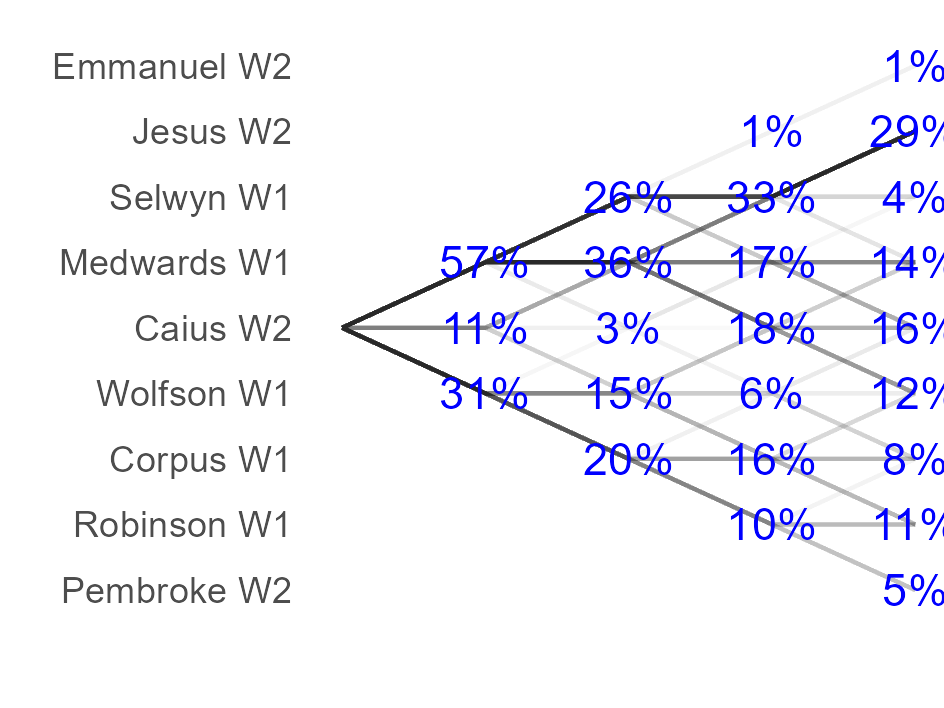 Emmanuel W2 1%
Jesus W2 1% 29%
Selwyn W1 26% 33% 4%
Medwards W1 57% 36% 17% 14%
Caius W2 11% 3% 18% 16%
Wolfson W1 31% 15% 6% 12%
Corpus W1 20% 16% 8%
Robinson W1 10% 11%
Pembroke W2 5%